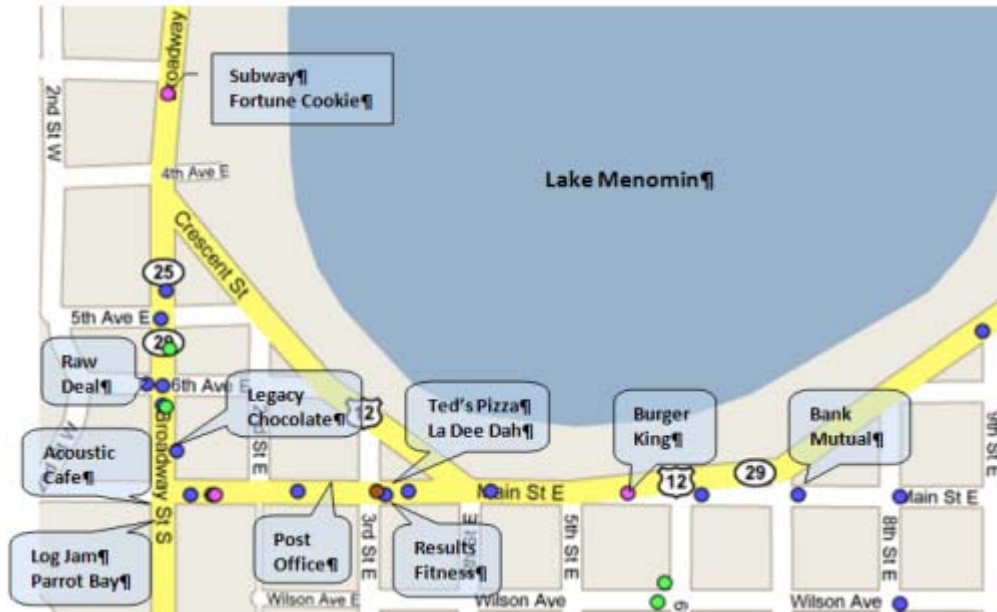 Subway¶
Fortune Cookie¶
2nd St W
4th Ave E
Lake Menomin¶
Crescent St
25
5th Ave E
29
Raw
Deal¶
6th Ave E
Legacy
Chocolate¶
12
Ted's Pizza¶
La Dee Dah¶
Burger
King¶
Bank
Mutual¶
Acoustic
Cafe¶
Broadway St S
Main St E
12
29
Main St E
9th St E
Log Jam¶
Parrot Bay¶
Post
Office¶
3rd St E
Results
Fitness¶
5th St E
8th St E
Wilson Ave E
Wilson Ave
Wilson Ave